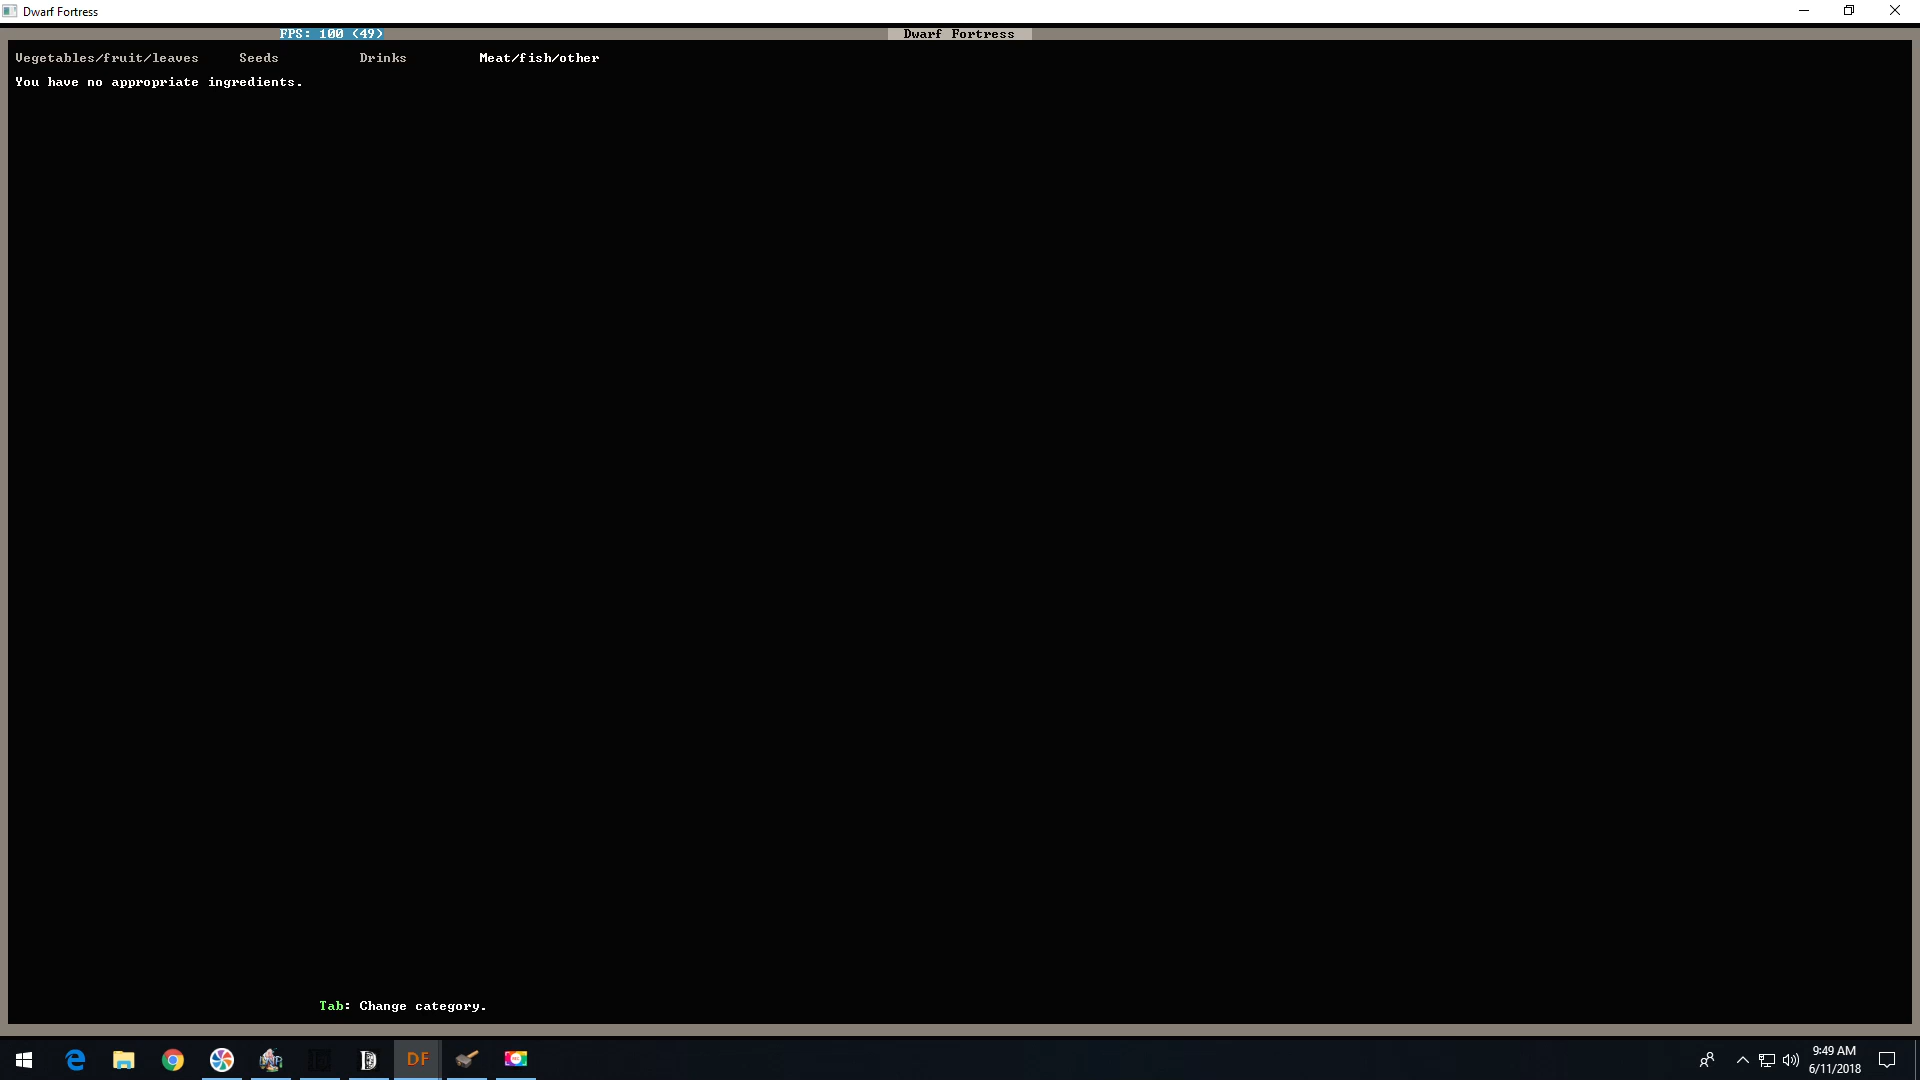 Dwarf Fortress
FPS: 100 (49)
Dwarf Fortress
Vegetables/fruit/leaves Seeds Drinks Meat/fish/other
You have no appropriate ingredients.
Tab: Change category.
DF
9:49 AM
6/11/2018